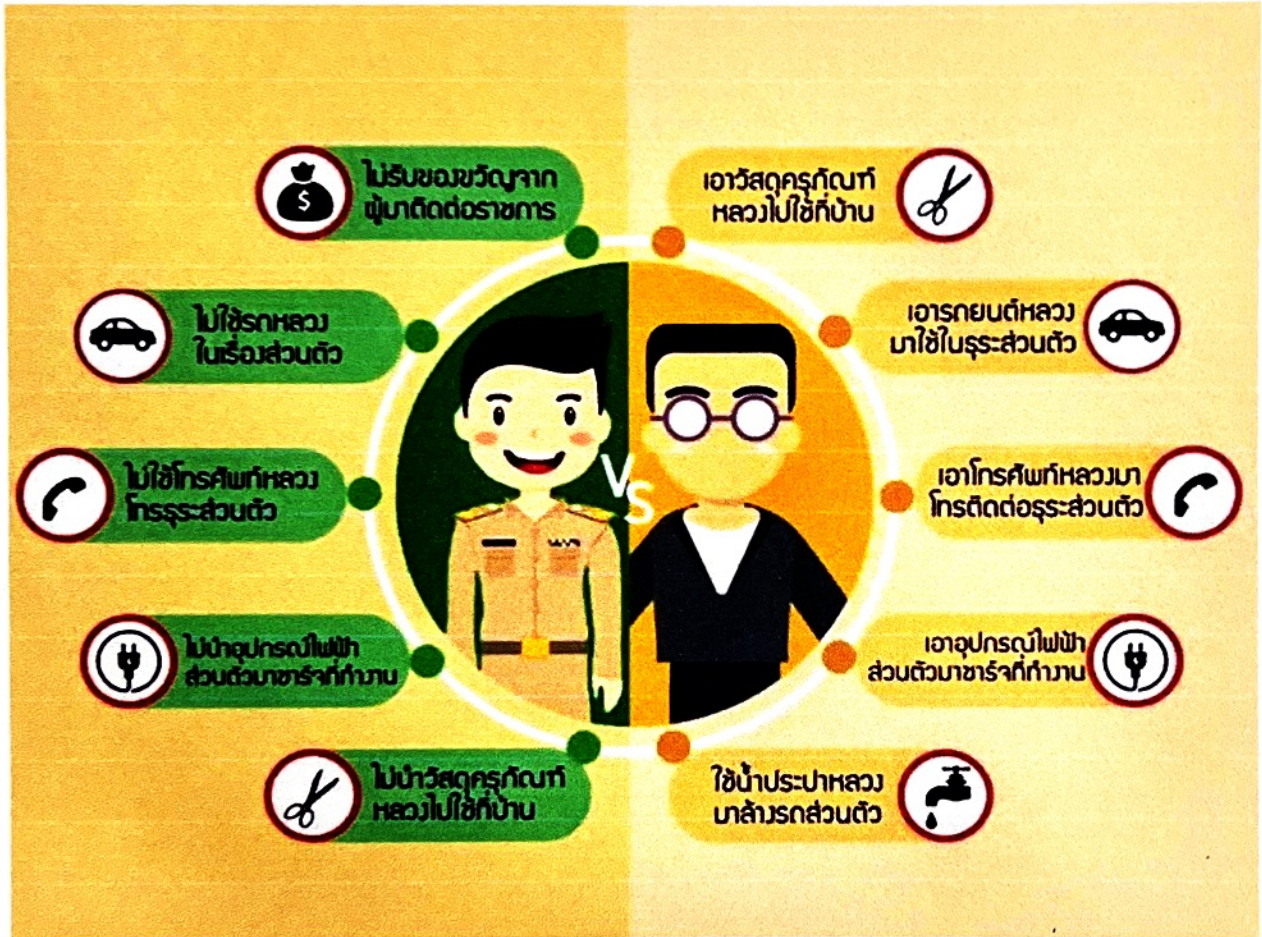 ไม่รับของขวัญจาก
ผู้มาติดต่อราชการ
ไม่ใช้รถหลวง
ในเรื่องส่วนตัว
ไม่ใช้โทรศัพท์หลวง
โทรธุระส่วนตัว
ไม่นำอุปกรณ์ไฟฟ้า
ส่วนตัวมาชาร์จที่ทำงาน
ไม่นำวัสดุครุภัณฑ์
หลวงไปใช้ที่บ้าน
VS
เอาวัสดุครุภัณฑ์
หลวงไปใช้ที่บ้าน
เอารถยนต์หลวง
มาใช้ในธุระส่วนตัว
เอาโทรศัพท์หลวงมา
โทรติดต่อธุระส่วนตัว
เอาอุปกรณ์ไฟฟ้า
ส่วนตัวมาชาร์จที่ทำงาน
ใช้น้ำประปาหลวง
มาล้างรถส่วนตัว